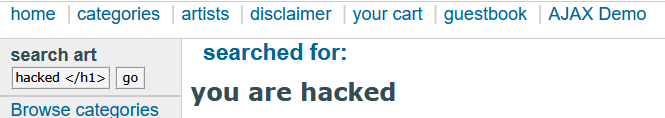 home | categories | artists | disclaimer | your cart | guestbook | AJAX Demo
search art
hacked </h1> go
Browse categories
searched for:
you are hacked